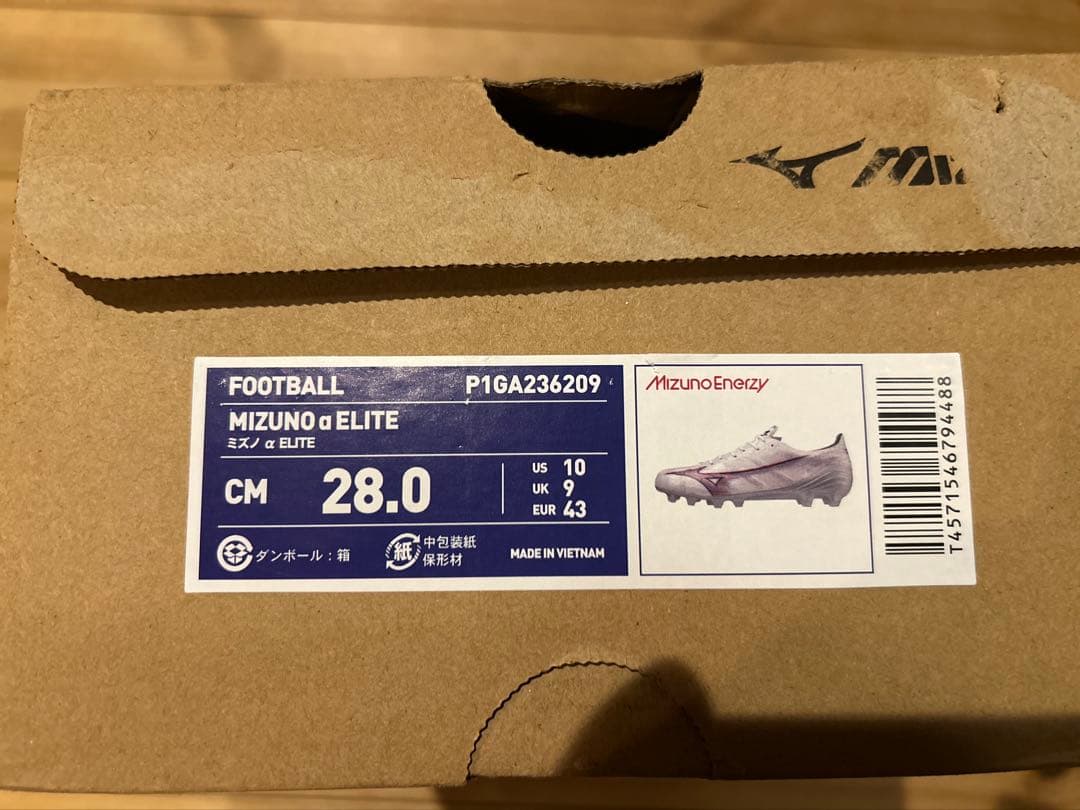 FOOTBALL P1GA236209
MIZUNO α ELITE
ミズノ α ELITE
CM 28.0
US 10
UK 9
EUR 43
ダンボール：箱
紙 中包装紙
保形材
MADE IN VIETNAM
MizunoEnerzy
T4571546794488